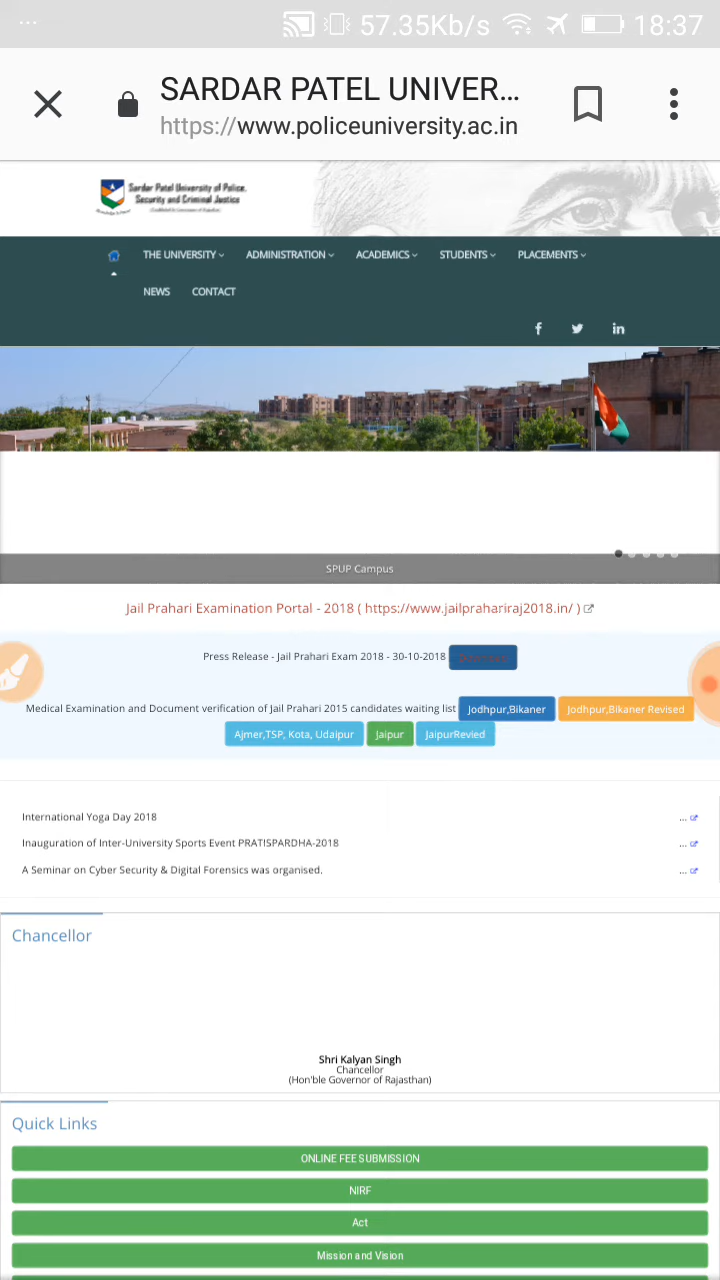 57.35Kb/s 18:37
SARDAR PATEL UNIVER...
https://www.policeuniversity.ac.in
Sardar Patel University of Police,
Security and Criminal Justice
THE UNIVERSITY ADMINISTRATION ACADEMICS STUDENTS PLACEMENTS
NEWS CONTACT
SPUP Campus
Jail Prahari Examination Portal - 2018 ( https://www.jailprahariraj2018.in/ )
Press Release - Jail Prahari Exam 2018 - 30-10-2018
Medical Examination and Document verification of Jail Prahari 2015 candidates waiting list Jodhpur,Bikaner Jodhpur,Bikaner Revised
Ajmer,TSP, Kota, Udaipur Jaipur JaipurRevied
International Yoga Day 2018 ...
Inauguration of Inter-University Sports Event PRATISPARDHA-2018 ...
A Seminar on Cyber Security & Digital Forensics was organised. ...
Chancellor
Shri Kalyan Singh
Chancellor
(Hon'ble Governor of Rajasthan)
Quick Links
ONLINE FEE SUBMISSION
NIRF
Act
Mission and Vision